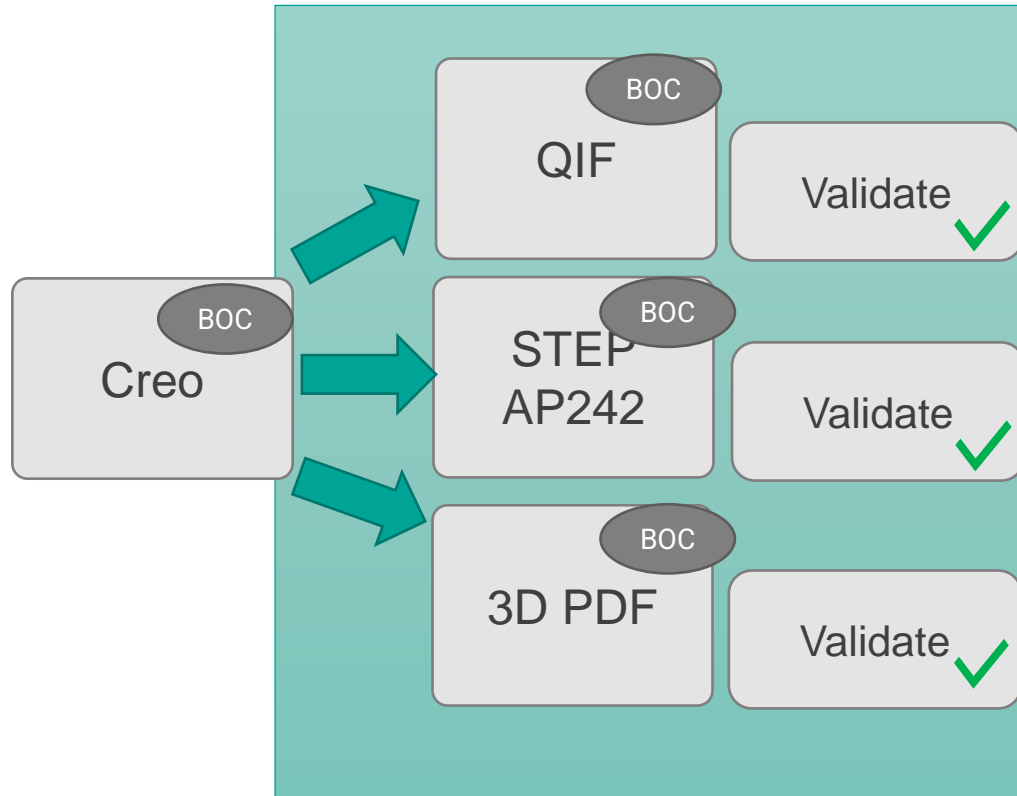 BOC
Creo
BOC
QIF
Validate
BOC
STEP
AP242
Validate
BOC
3D PDF
Validate